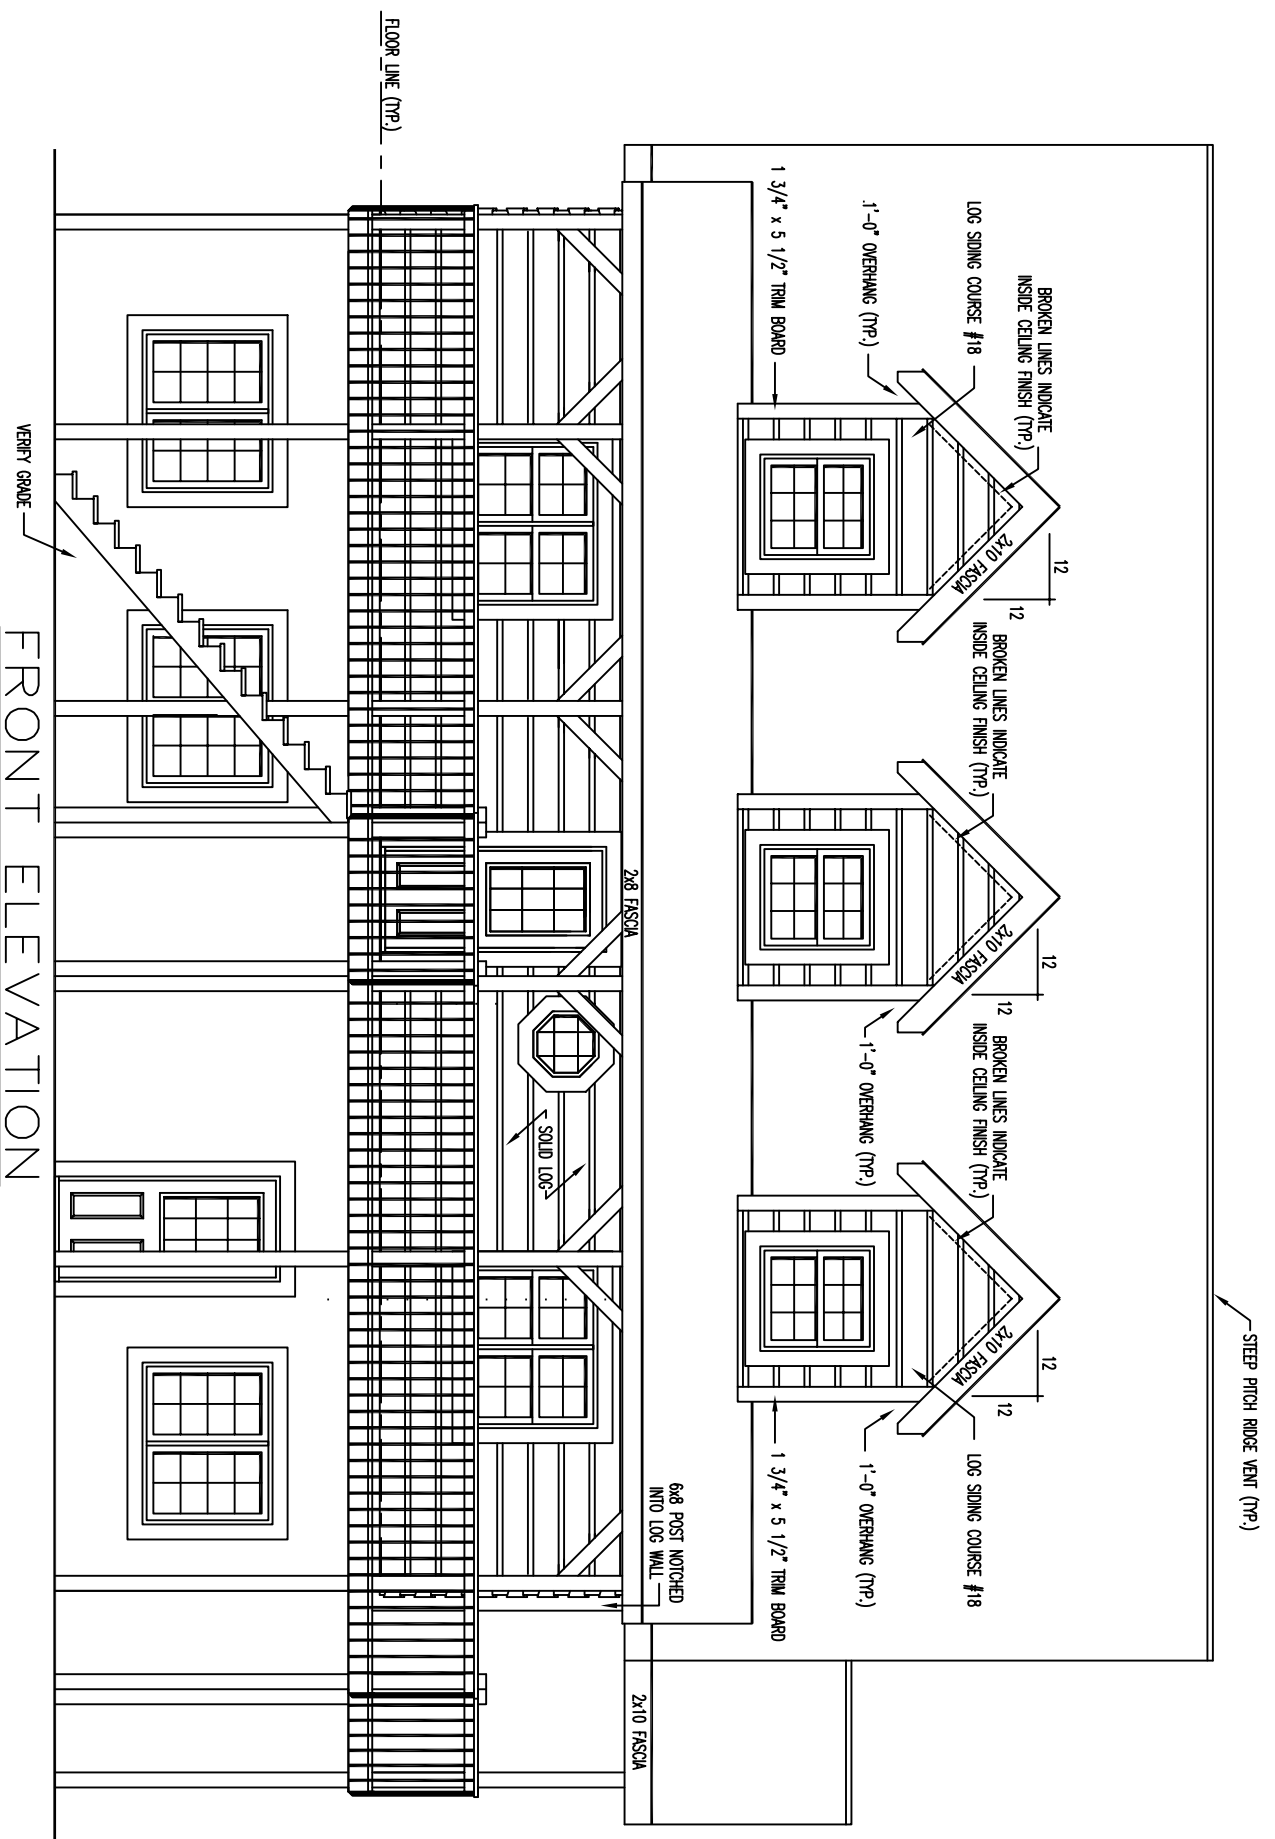 STEEP PITCH RIDGE VENT (TYP.)
BROKEN LINES INDICATE
INSIDE CEILING FINISH (TYP.)
LOG SIDING COURSE #18
1'-0" OVERHANG (TYP.)
1 3/4" x 5 1/2" TRIM BOARD
2x10 FASCIA
12
12
BROKEN LINES INDICATE
INSIDE CEILING FINISH (TYP.)
2x10 FASCIA
12
12
1'-0" OVERHANG (TYP.)
BROKEN LINES INDICATE
INSIDE CEILING FINISH (TYP.)
2x10 FASCIA
12
12
LOG SIDING COURSE #18
1'-0" OVERHANG (TYP.)
1 3/4" x 5 1/2" TRIM BOARD
2x8 FASCIA
6x8 POST NOTCHED
INTO LOG WALL
2x10 FASCIA
SOLID LOG
FLOOR LINE (TYP.)
VERIFY GRADE
FRONT ELEVATION